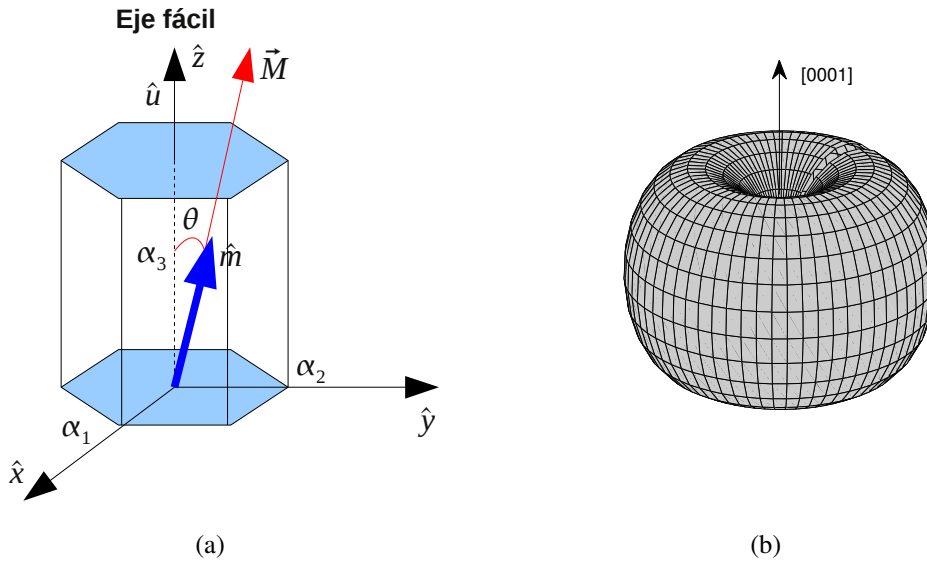 Eje fácil
ẑ
M⃗
û
[0001]
θ
α₃
m̂
α₂
α₁
ŷ
x̂
(a)
(b)